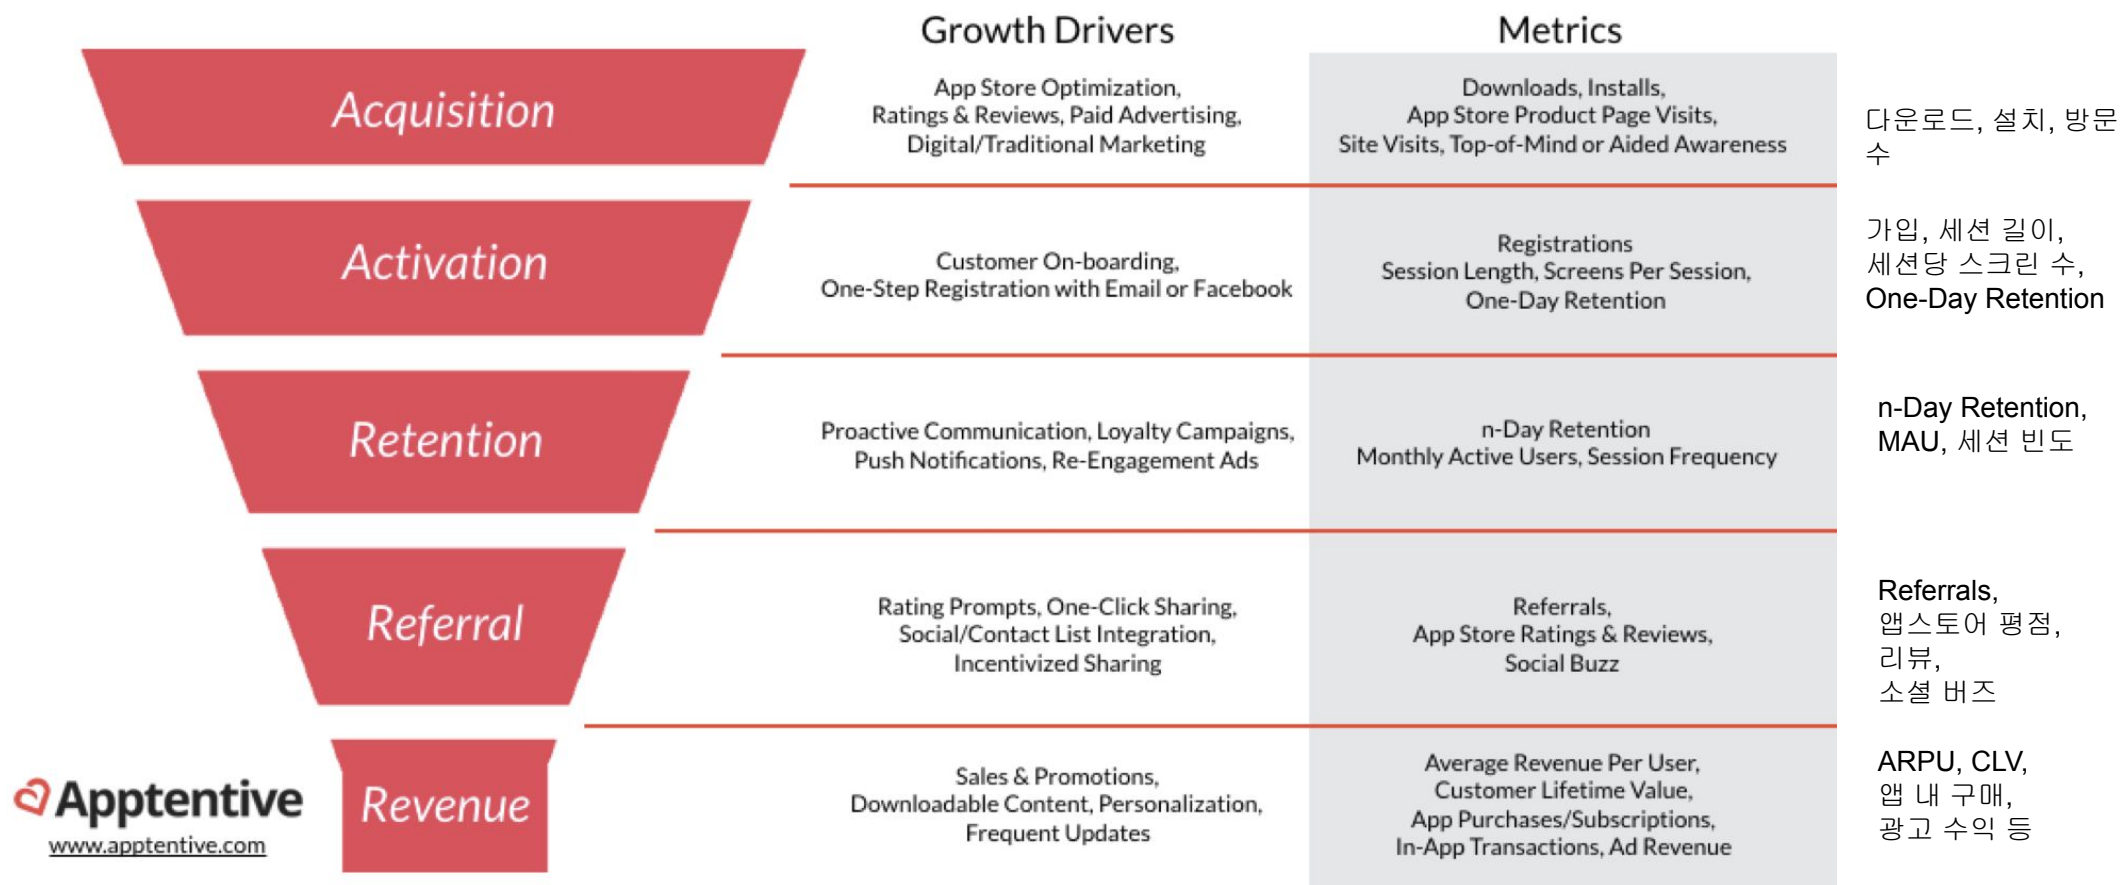 Growth Drivers
Metrics
Acquisition
App Store Optimization,
Ratings & Reviews, Paid Advertising,
Digital/Traditional Marketing
Downloads, Installs,
App Store Product Page Visits,
Site Visits, Top-of-Mind or Aided Awareness
다운로드, 설치, 방문
수
Activation
Customer On-boarding,
One-Step Registration with Email or Facebook
Registrations
Session Length, Screens Per Session,
One-Day Retention
가입, 세션 길이,
세션당 스크린 수,
One-Day Retention
Retention
Proactive Communication, Loyalty Campaigns,
Push Notifications, Re-Engagement Ads
n-Day Retention
Monthly Active Users, Session Frequency
n-Day Retention,
MAU, 세션 빈도
Referral
Rating Prompts, One-Click Sharing,
Social/Contact List Integration,
Incentivized Sharing
Referrals,
App Store Ratings & Reviews,
Social Buzz
Referrals,
앱스토어 평점,
리뷰,
소셜 버즈
Revenue
Sales & Promotions,
Downloadable Content, Personalization,
Frequent Updates
Average Revenue Per User,
Customer Lifetime Value,
App Purchases/Subscriptions,
In-App Transactions, Ad Revenue
ARPU, CLV,
앱 내 구매,
광고 수익 등
Apptentive
www.apptentive.com